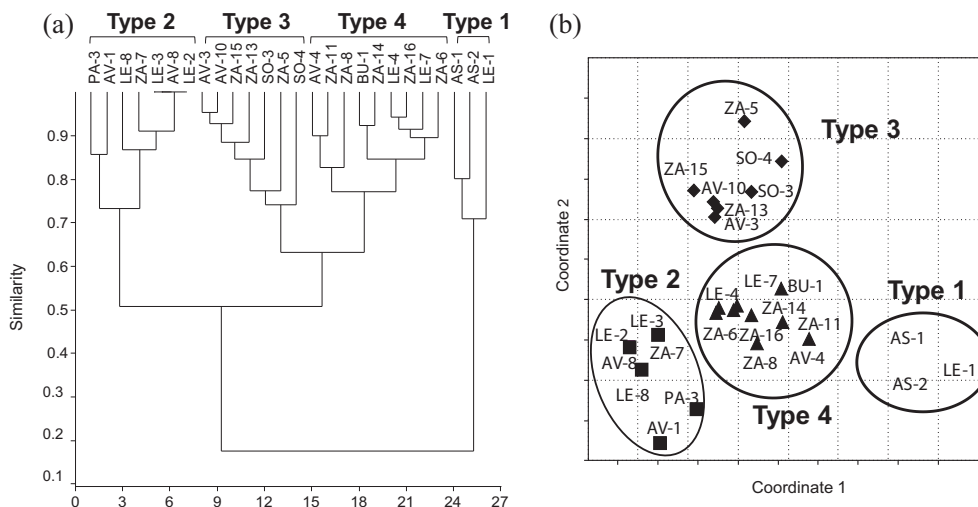 (a)
Type 2 Type 3 Type 4 Type 1
PA-3
AV-1
LE-8
ZA-7
LE-3
AV-8
LE-2
AV-3
AV-10
ZA-15
ZA-13
SO-3
ZA-5
SO-4
AV-4
ZA-11
ZA-8
BU-1
ZA-14
LE-4
ZA-16
LE-7
ZA-6
AS-1
AS-2
LE-1
0.9
0.8
0.7
0.6
0.5
0.4
0.3
0.2
0.1
Similarity
0 3 6 9 12 15 18 21 24 27
(b)
ZA-5
Type 3
SO-4
ZA-15
AV-10 SO-3
ZA-13
AV-3
Coordinate 2
Type 2
LE-7 BU-1
Type 1
LE-4
ZA-14
LE-3
ZA-11
AS-1
LE-2
ZA-6 ZA-16
ZA-7
AV-4
AV-8
ZA-8
LE-1
AS-2
LE-8
PA-3
Type 4
AV-1
Coordinate 1